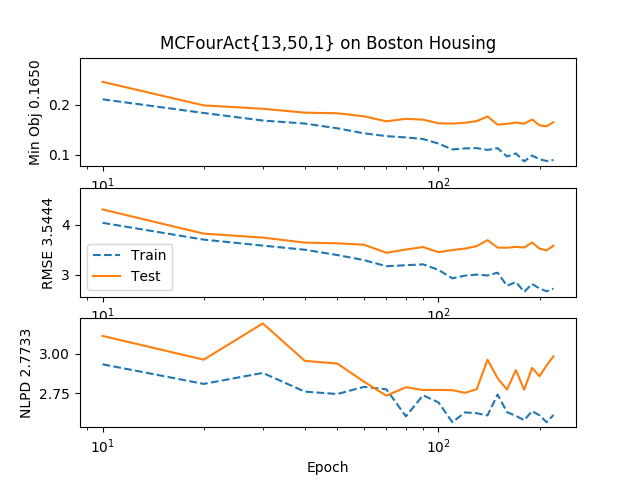 MCFourAct{13,50,1} on Boston Housing
Min Obj 0.1650
0.2
0.1
10¹
10²
RMSE 3.5444
4
3
Train
Test
10¹
10²
NLPD 2.7733
3.00
2.75
10¹
10²
Epoch